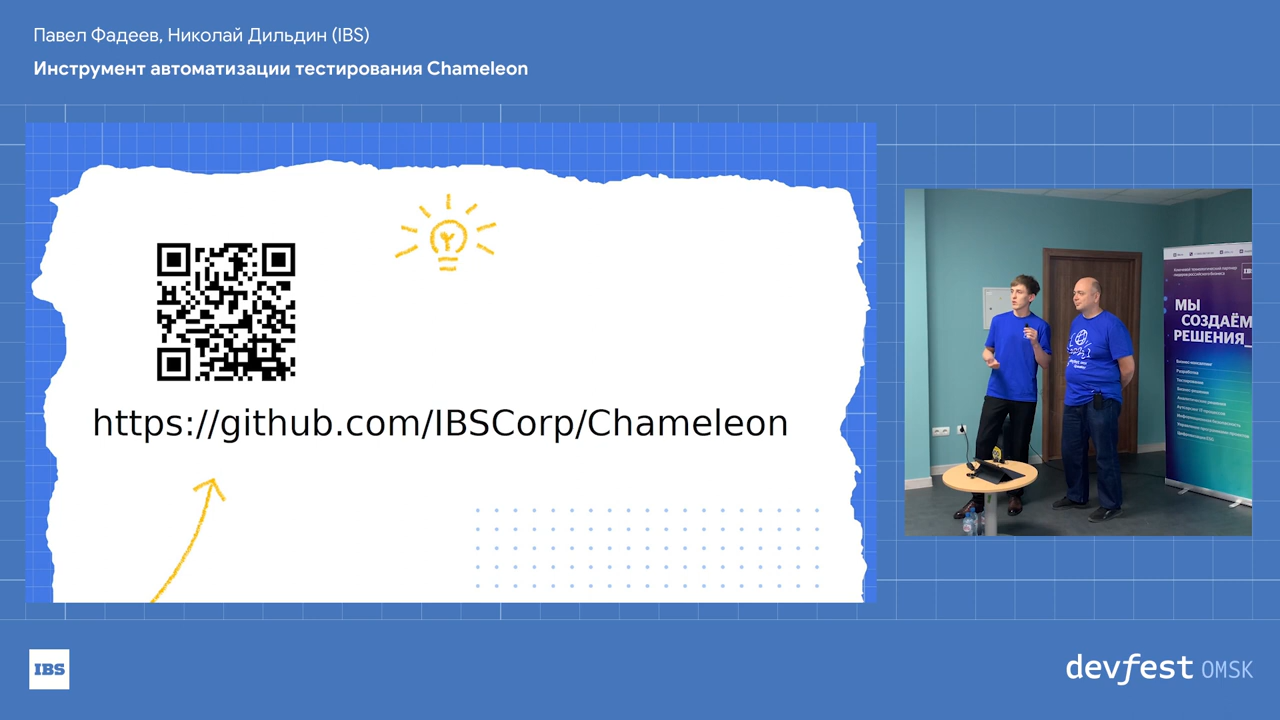 Павел Фадеев, Николай Дильдин (IBS)
Инструмент автоматизации тестирования Chameleon
https://github.com/IBSCorp/Chameleon
МЫ
СОЗДАЁМ
РЕШЕНИЯ_
IBS
devfest OMSK